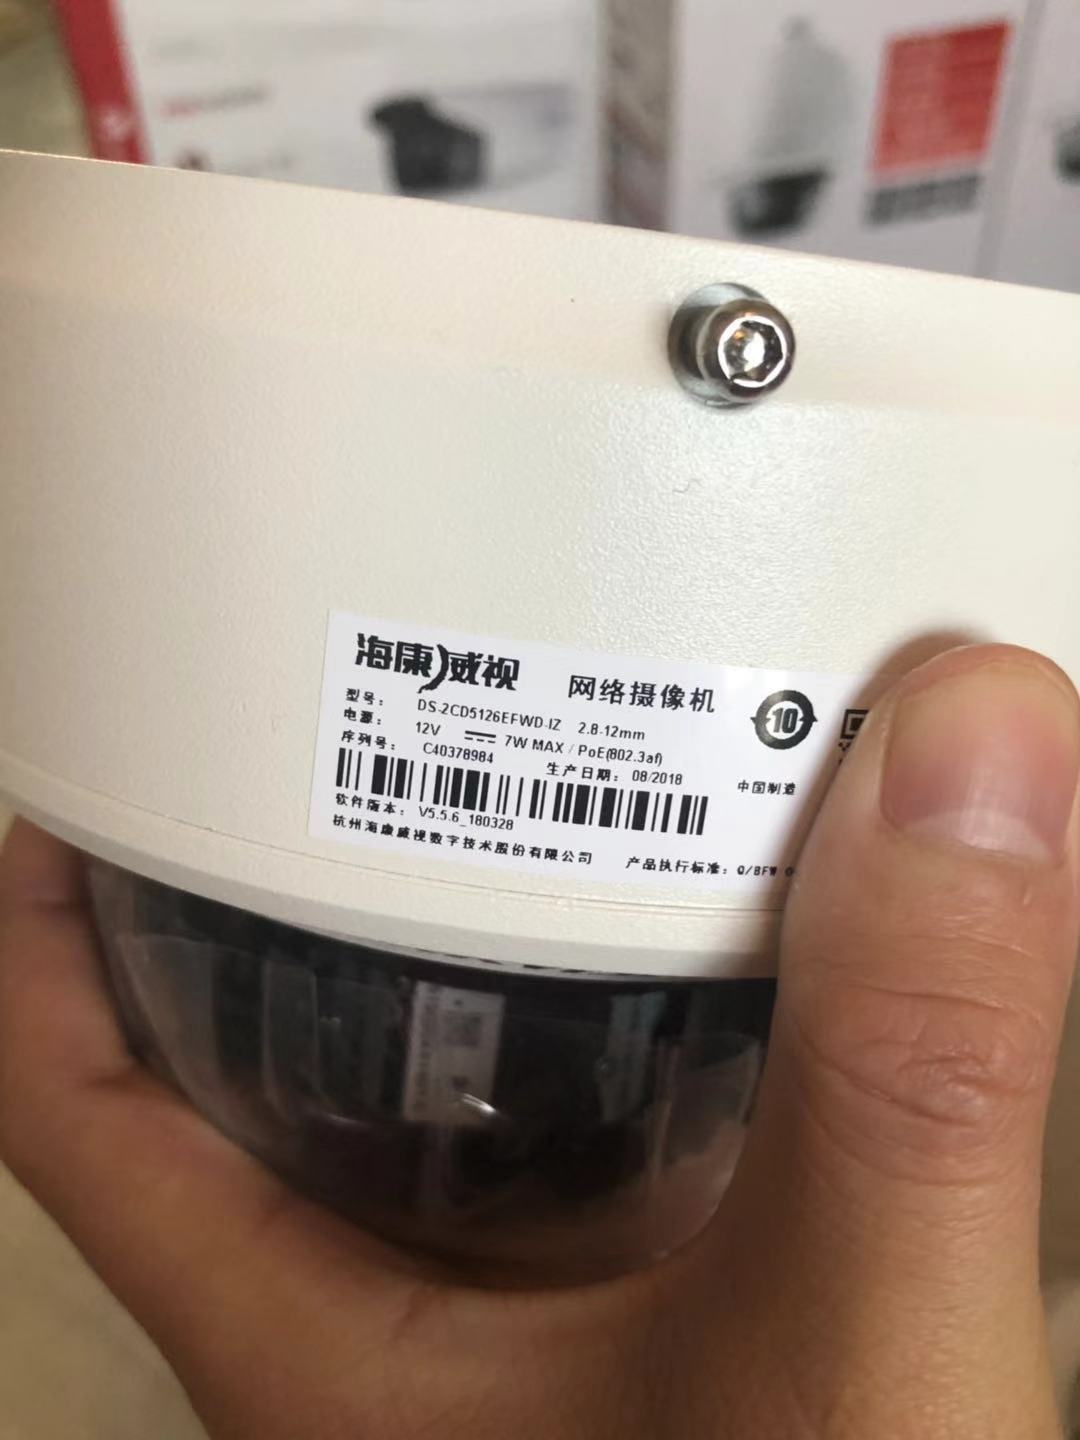 海康威视 网络摄像机
型号: DS-2CD5126EFWD-IZ 2.8-12mm
电源: 12V 7W MAX / PoE(802.3af)
序列号: C40378984 生产日期: 08/2018
10
中国制造
软件版本: V5.5.6_180328
杭州海康威视数字技术股份有限公司 产品执行标准: Q/BFW